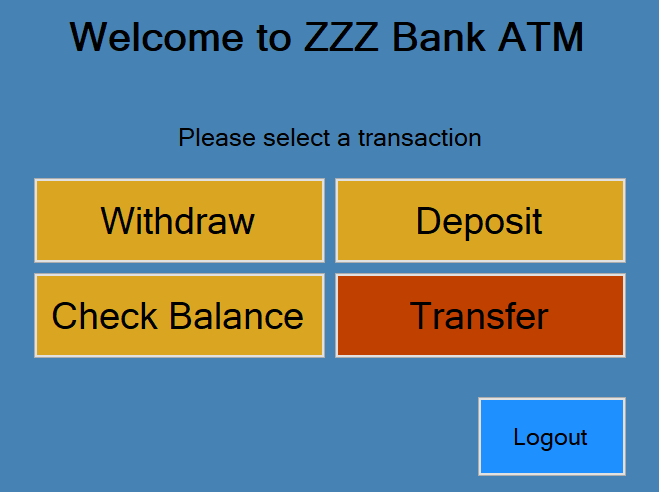 Welcome to ZZZ Bank ATM
Please select a transaction
Withdraw
Deposit
Check Balance
Transfer
Logout